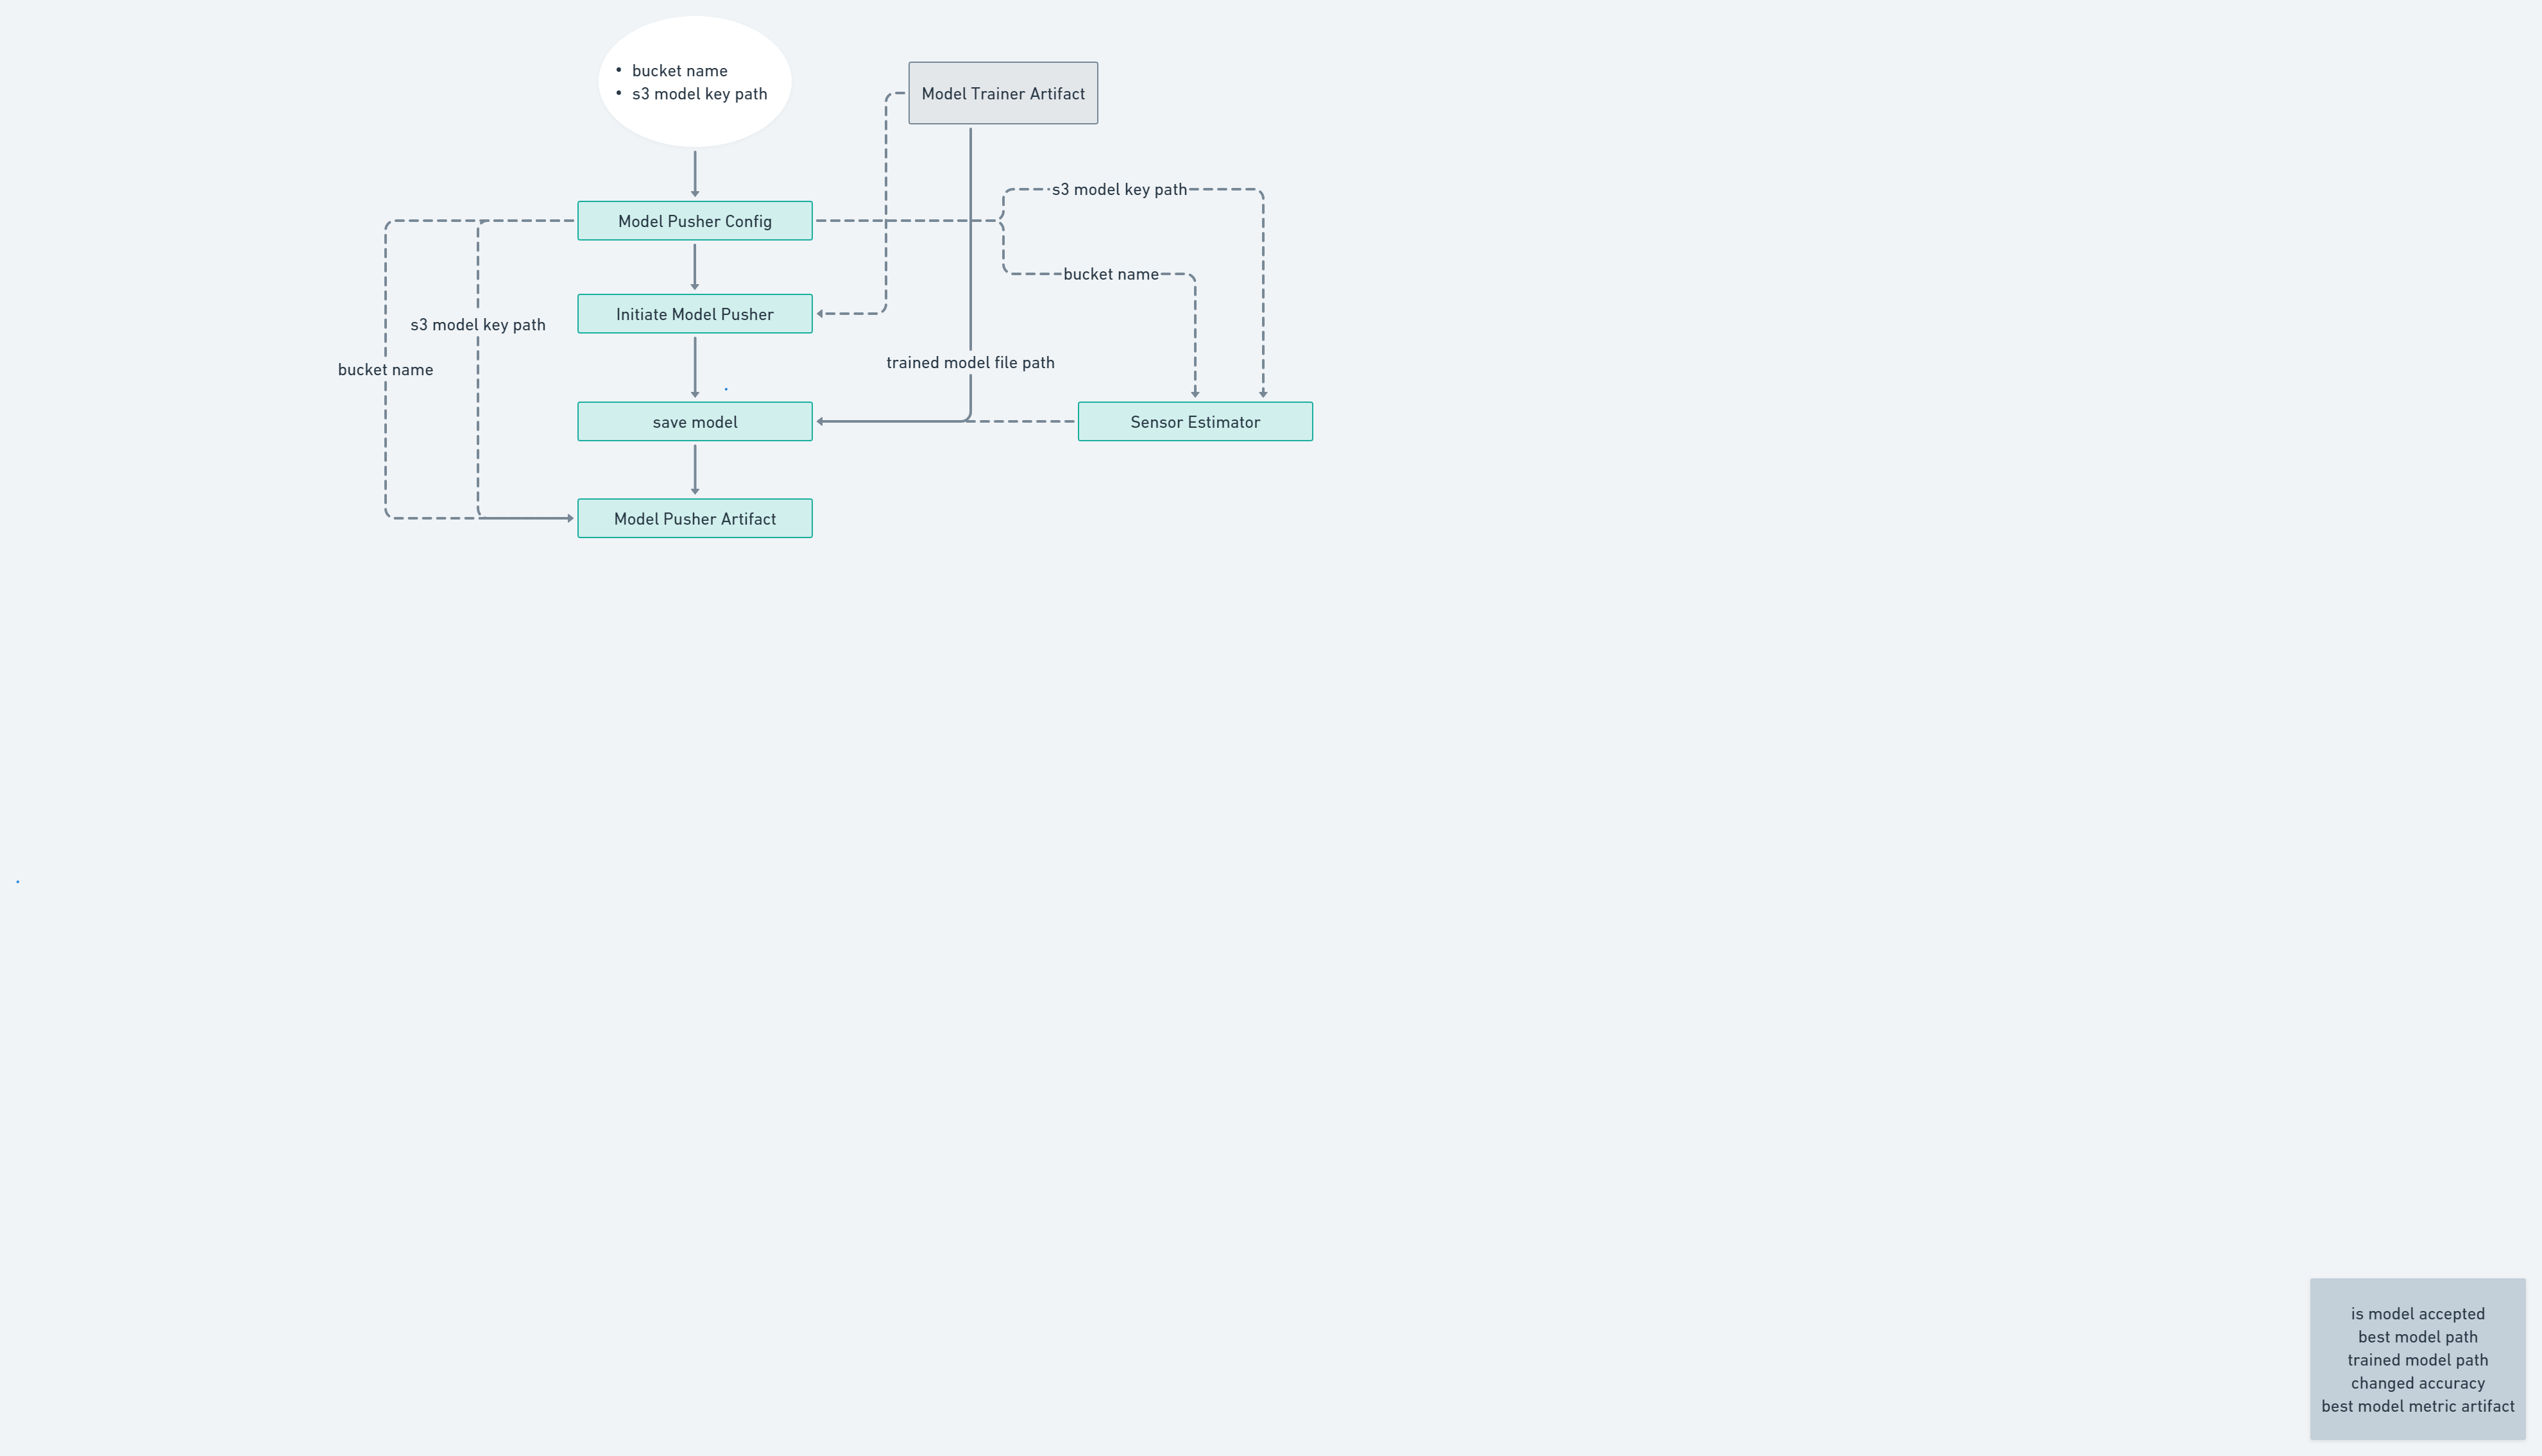 • bucket name
• s3 model key path
Model Trainer Artifact
s3 model key path
Model Pusher Config
bucket name
Initiate Model Pusher
s3 model key path
trained model file path
bucket name
save model
Sensor Estimator
Model Pusher Artifact
is model accepted
best model path
trained model path
changed accuracy
best model metric artifact